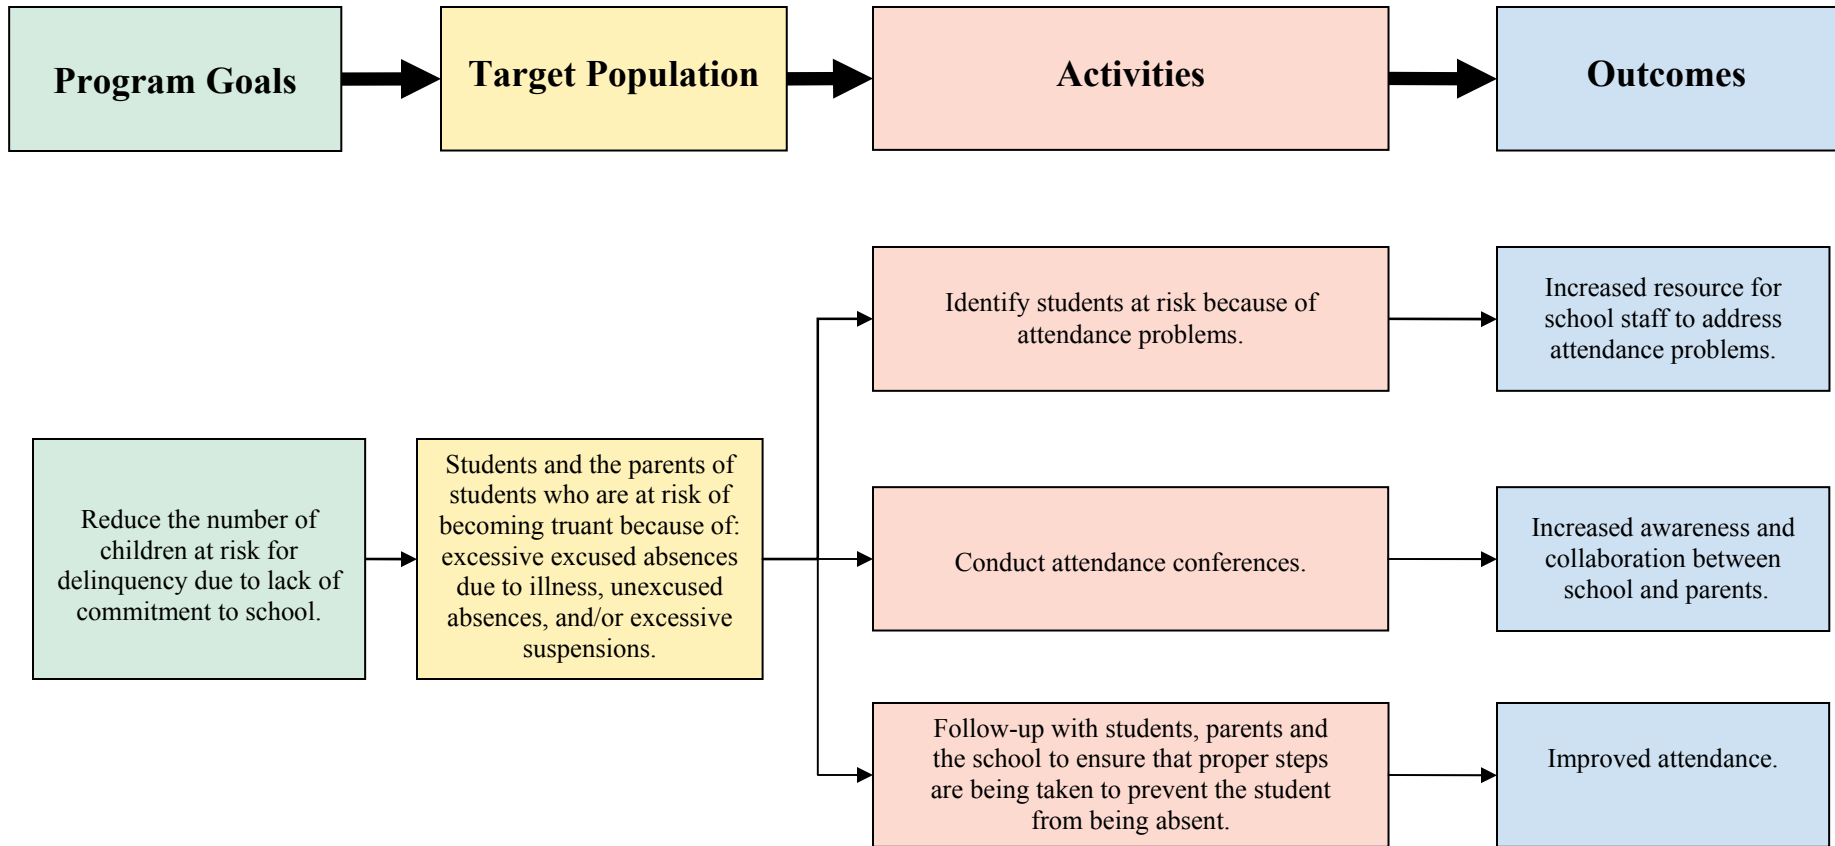 Program Goals
Target Population
Activities
Outcomes
Reduce the number of
children at risk for
delinquency due to lack of
commitment to school.
Students and the parents of
students who are at risk of
becoming truant because of:
excessive excused absences
due to illness, unexcused
absences, and/or excessive
suspensions.
Identify students at risk because of
attendance problems.
Increased resource for
school staff to address
attendance problems.
Conduct attendance conferences.
Increased awareness and
collaboration between
school and parents.
Follow-up with students, parents and
the school to ensure that proper steps
are being taken to prevent the student
from being absent.
Improved attendance.